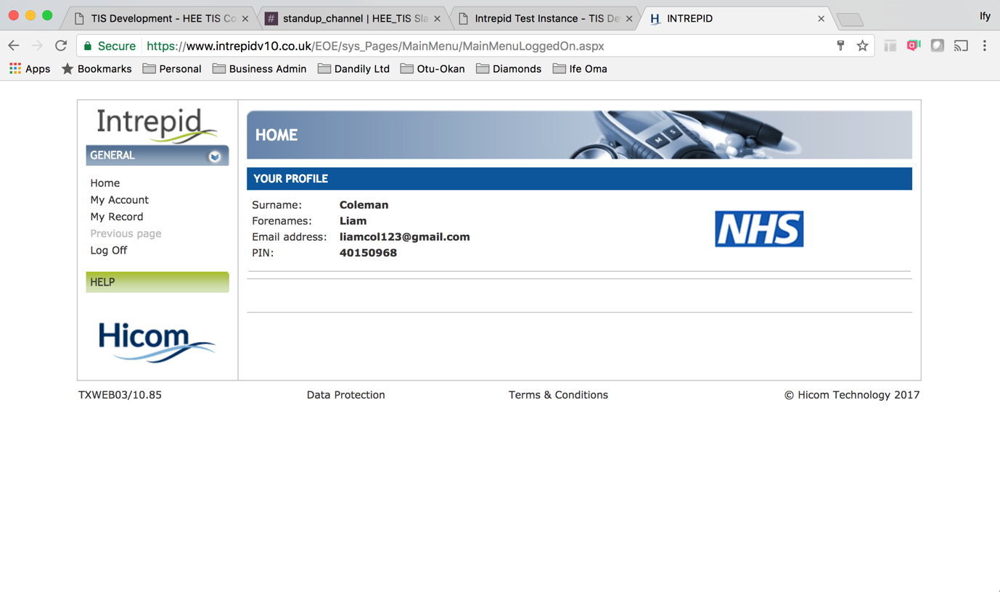 TIS Development - HEE TIS Co
# standup_channel | HEE_TIS Sla
Intrepid Test Instance - TIS De
H INTREPID
Ify
Secure https://www.intrepidv10.co.uk/EOE/sys_Pages/MainMenu/MainMenuLoggedOn.aspx
Apps Bookmarks Personal Business Admin Dandily Ltd Otu-Okan Diamonds Ife Oma
Intrepid
GENERAL
Home
My Account
My Record
Previous page
Log Off
HELP
Hicom
HOME
M S
YOUR PROFILE
Surname: Coleman
Forenames: Liam
Email address: liamcol123@gmail.com
PIN: 40150968
NHS
TXWEB03/10.85 Data Protection Terms & Conditions © Hicom Technology 2017